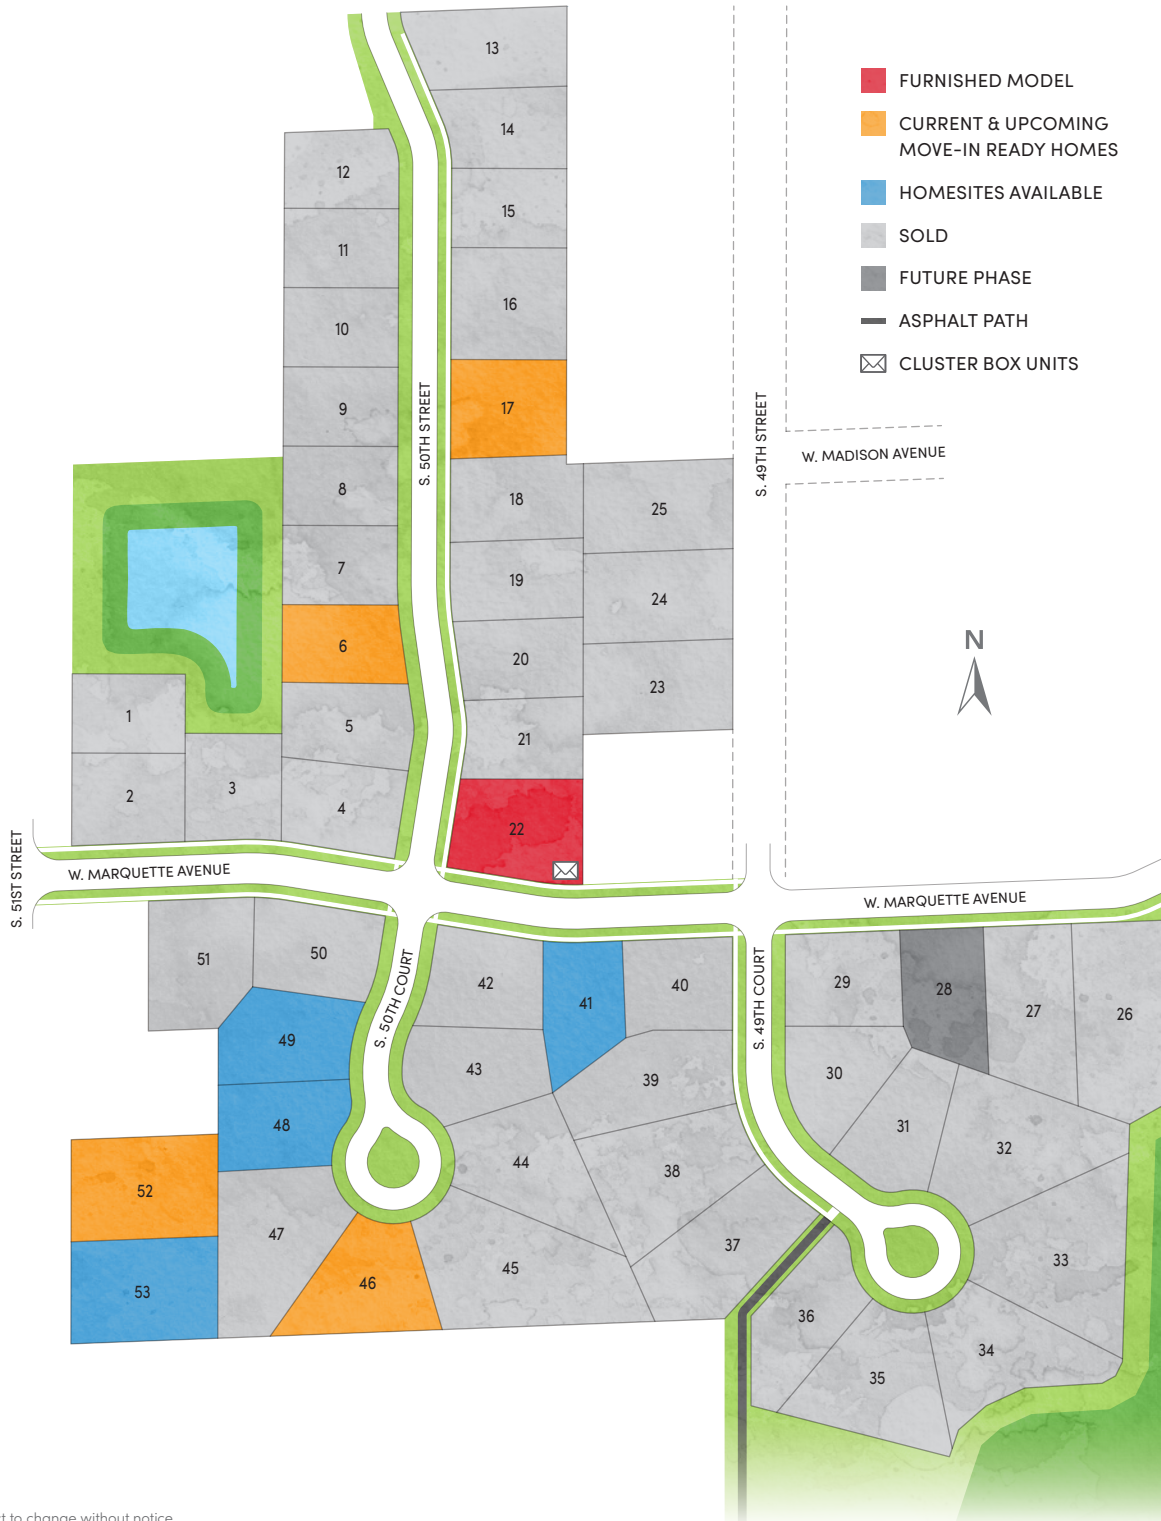 13
FURNISHED MODEL
CURRENT & UPCOMING
MOVE-IN READY HOMES
HOMESITES AVAILABLE
SOLD
FUTURE PHASE
ASPHALT PATH
CLUSTER BOX UNITS
14
12
15
11
16
10
17
9
S. 50TH STREET
S. 49TH STREET
W. MADISON AVENUE
8
18
25
7
19
24
N
6
20
23
1
5
21
2
3
4
22
S. 51ST STREET
W. MARQUETTE AVENUE
W. MARQUETTE AVENUE
51
50
42
41
40
29
28
27
26
S. 50TH COURT
S. 49TH COURT
49
43
39
30
48
44
38
31
32
52
47
45
37
33
53
46
36
35
34
to change without notice